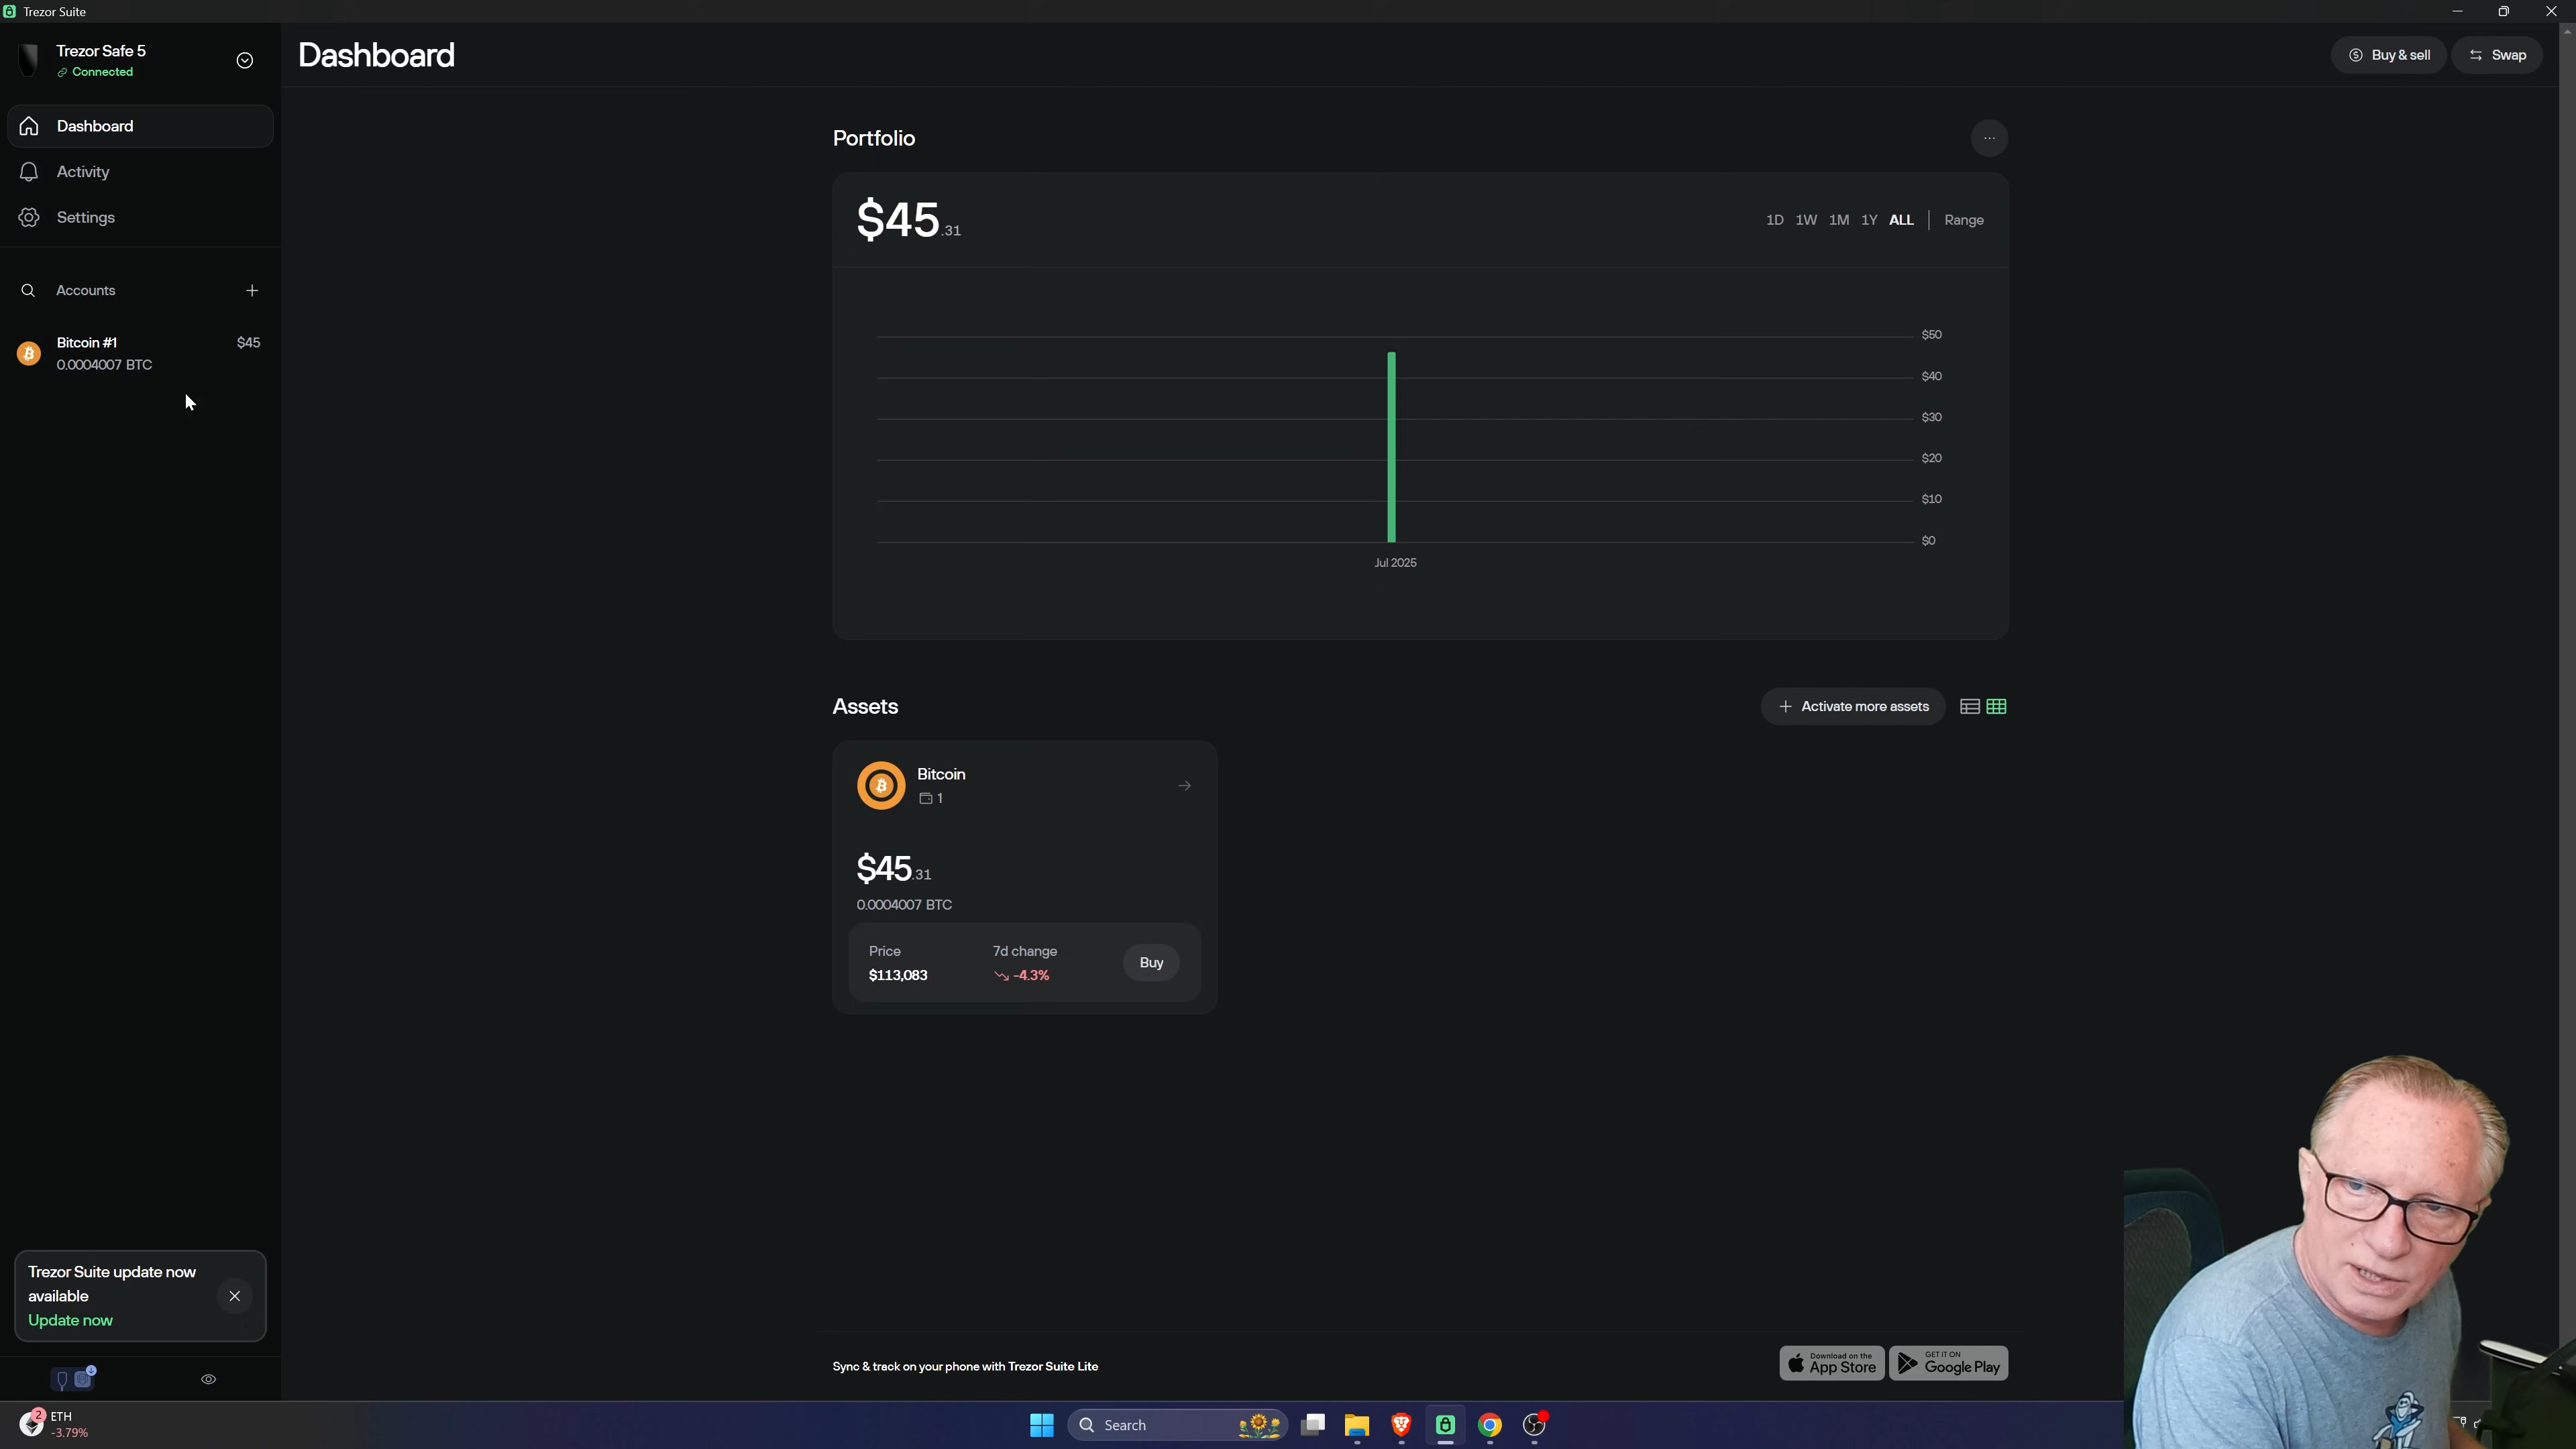 Trezor Suite
Trezor Safe 5
Connected
Dashboard
Activity
Settings
Accounts
Bitcoin #1
$45
0.0004007 BTC
Trezor Suite update now
available
Update now
Dashboard
Buy & sell
Swap
Portfolio
$45.31
1D 1W 1M 1Y ALL Range
$50
$40
$30
$20
$10
$0
Jul 2025
Assets
Activate more assets
Bitcoin
1
$45.31
0.0004007 BTC
Price
7d change
$113,083
-4.3%
Buy
Sync & track on your phone with Trezor Suite Lite
Download on the
App Store
GET IT ON
Google Play
2
ETH
-3.79%
Search